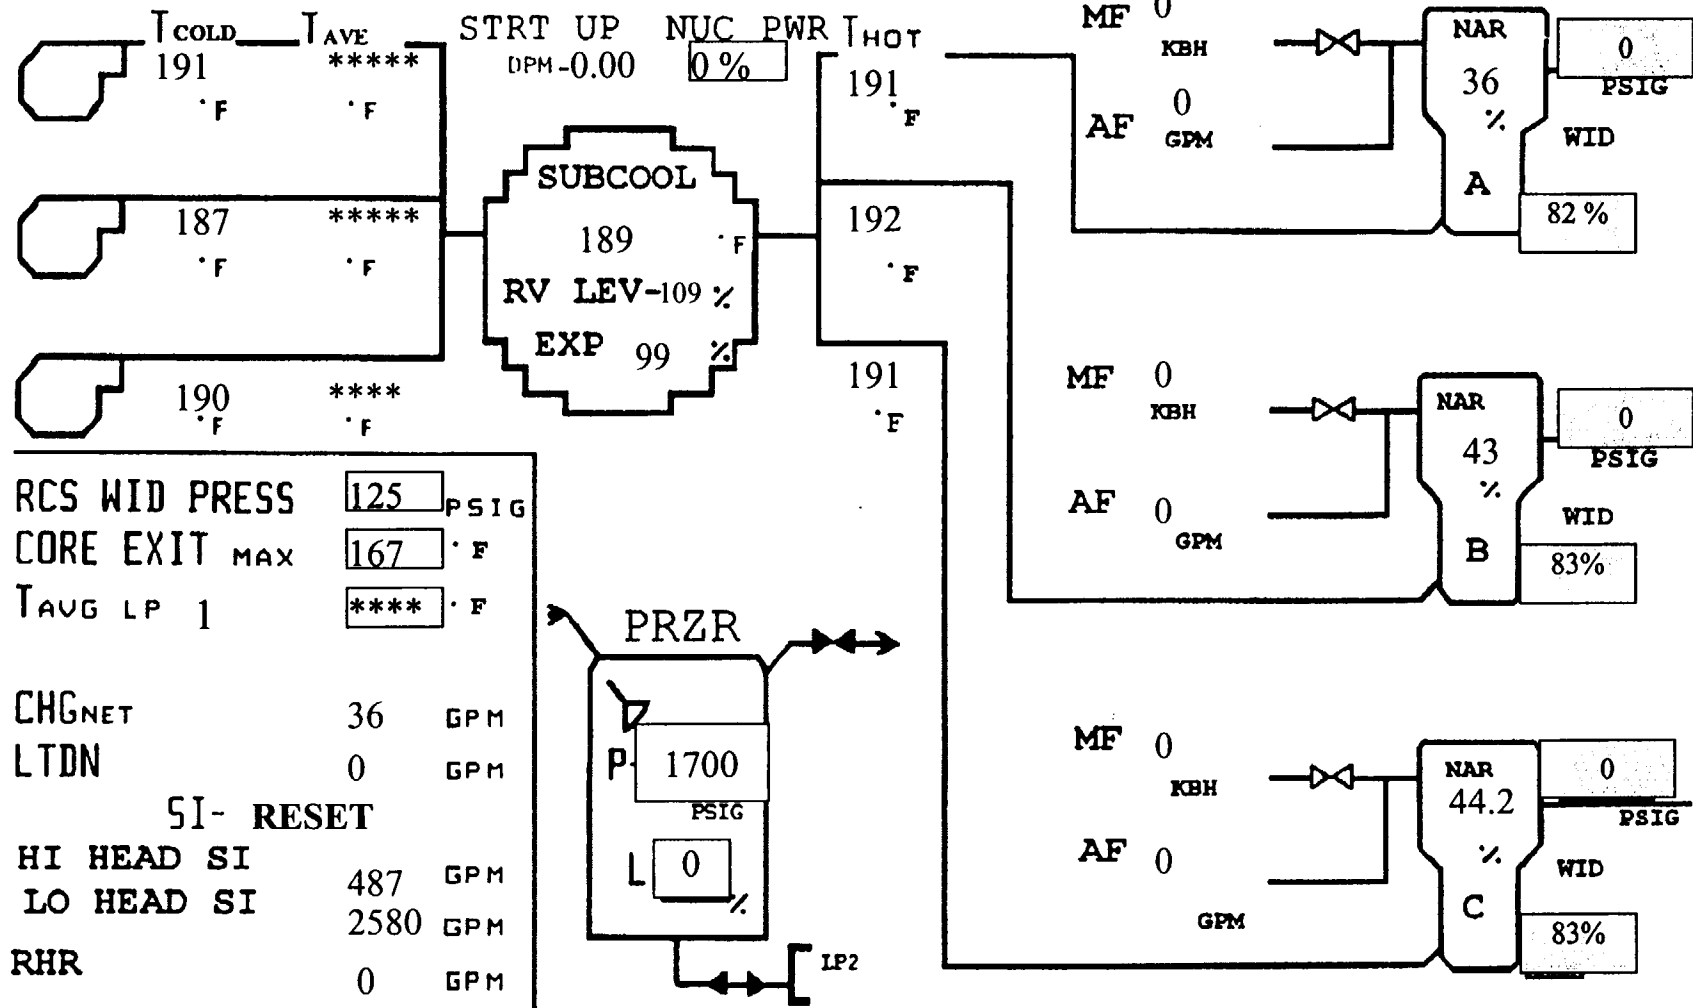 TCOLD TAVE
191 *****
°F °F
187 *****
°F °F
190 ****
°F °F
STRT UP NUC PWR
DPM -0.00 0 %
SUBCOOL
189 °F
RV LEV-109 %
EXP 99 %
THOT
191
°F
192
°F
191
°F
MF 0
KBH
AF 0
GPM
NAR
36
%
A
0
PSIG
WID
82 %
MF 0
KBH
AF 0
GPM
NAR
43
%
B
0
PSIG
WID
83%
MF 0
KBH
AF 0
GPM
NAR
44.2
%
C
0
PSIG
WID
83%
RCS WID PRESS 125 PSIG
CORE EXIT MAX 167 °F
TAVG LP 1 **** °F
CHGNET 36 GPM
LTDN 0 GPM
SI- RESET
HI HEAD SI 487 GPM
LO HEAD SI 2580 GPM
RHR 0 GPM
PRZR
P 1700
PSIG
L 0
%
LP2